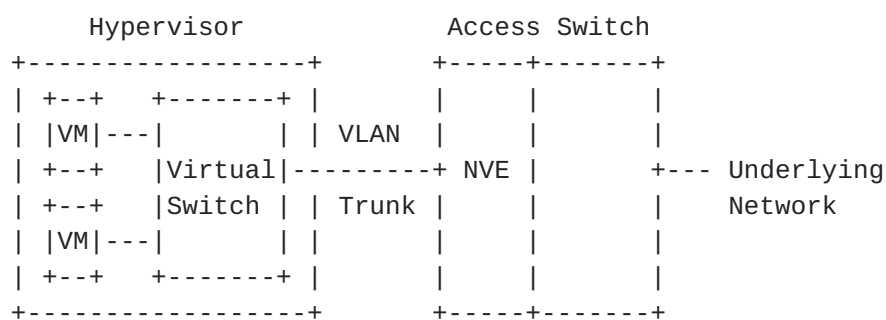 Hypervisor             Access Switch
+------------------+       +-----+-------+
| +--+   +-------+ |       |     |       |
| |VM|---|       | | VLAN  |     |       |
| +--+   |Virtual|---------+ NVE |       +--- Underlying
| +--+   |Switch | | Trunk |     |       |    Network
| |VM|---|       | |       |     |       |
| +--+   +-------+ |       |     |       |
+------------------+       +-----+-------+